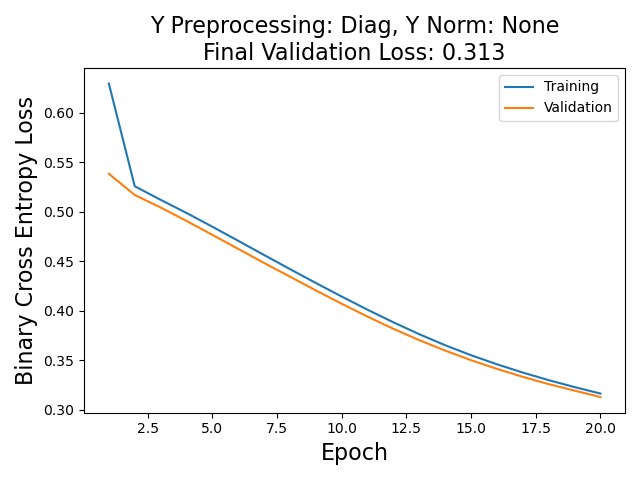 Y Preprocessing: Diag, Y Norm: None
Final Validation Loss: 0.313
Training
Validation
Binary Cross Entropy Loss
0.60
0.55
0.50
0.45
0.40
0.35
0.30
2.5 5.0 7.5 10.0 12.5 15.0 17.5 20.0
Epoch